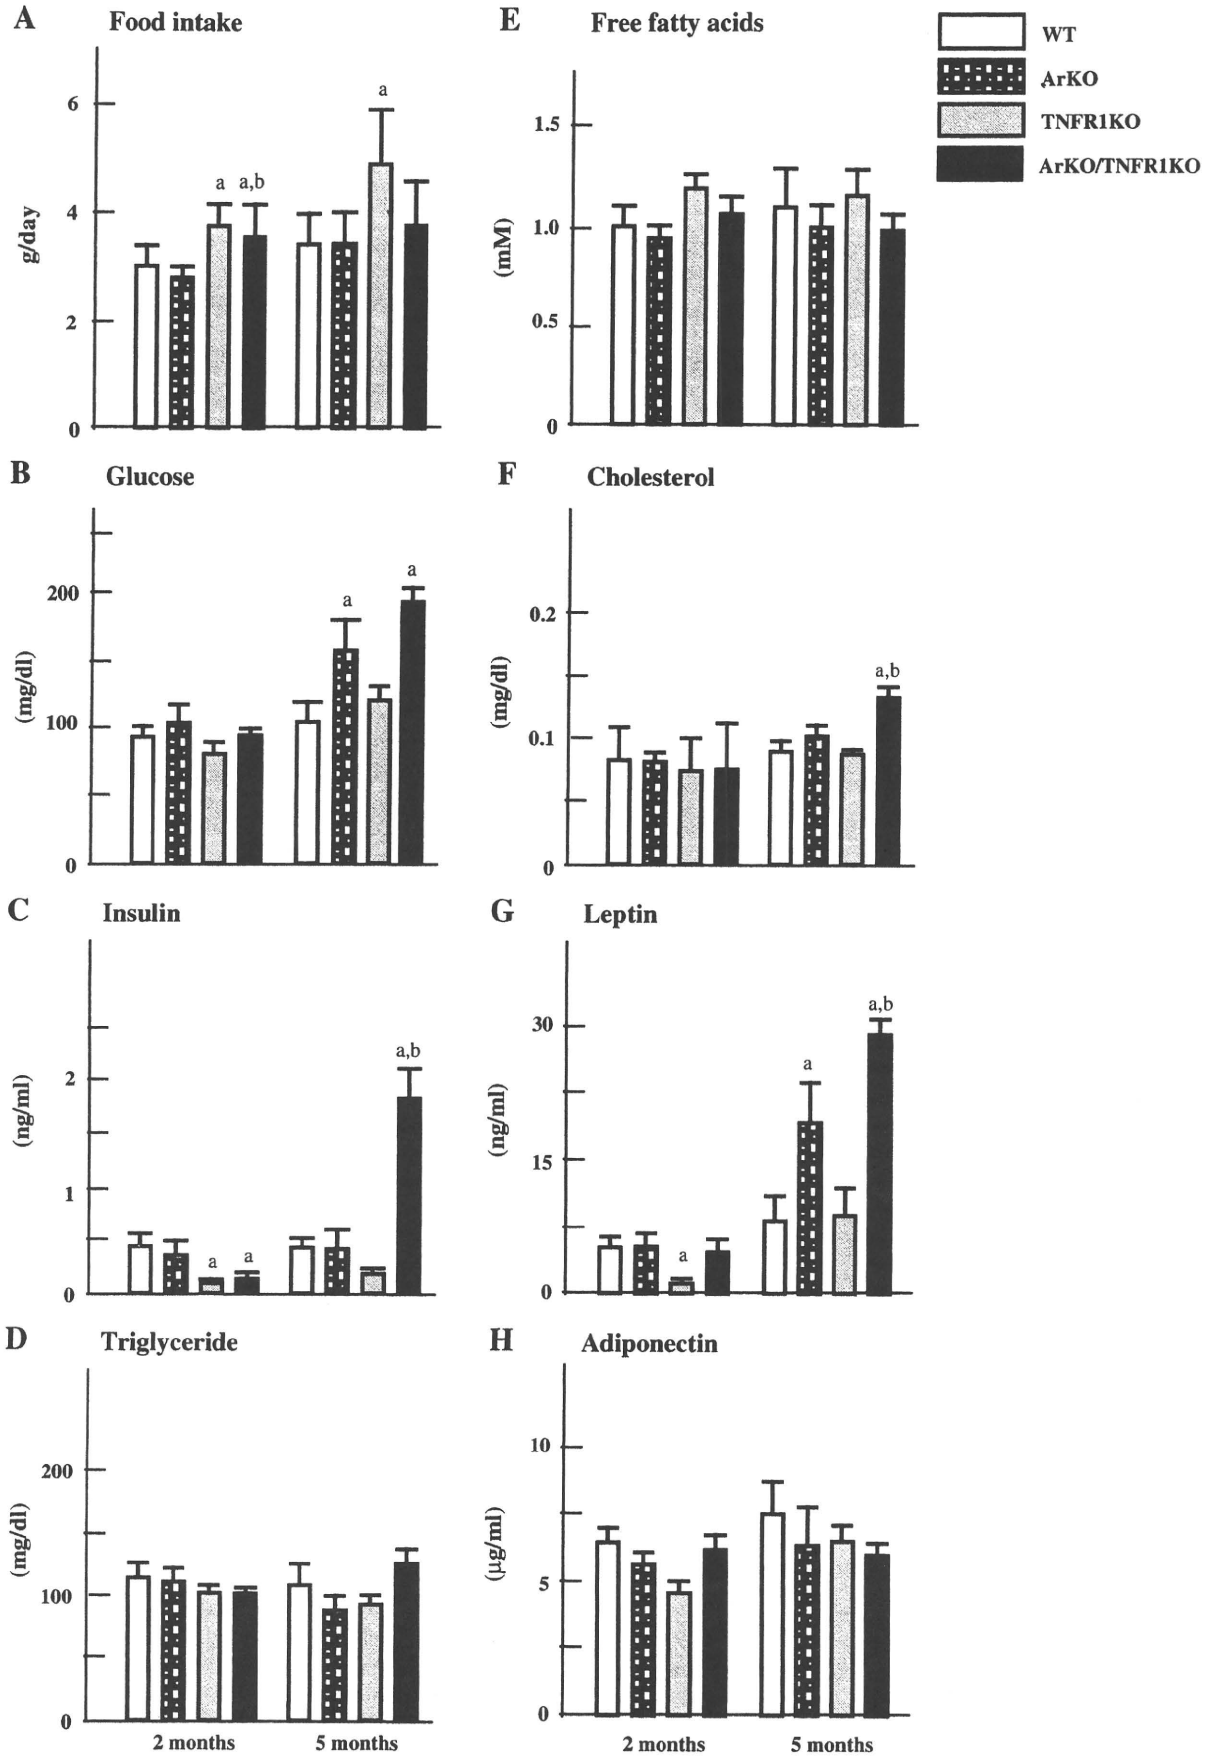 A Food intake
6
4
2
0
g/day
a
a,b
a
E Free fatty acids
1.5
1.0
0.5
0
(mM)
WT
ArKO
TNFR1KO
ArKO/TNFR1KO
B Glucose
200
100
0
(mg/dl)
a
a
F Cholesterol
0.2
0.1
0
(mg/dl)
a,b
C Insulin
2
1
0
(ng/ml)
a
a
a,b
G Leptin
30
15
0
(ng/ml)
a
a
a,b
D Triglyceride
200
100
0
(mg/dl)
2 months 5 months
H Adiponectin
10
5
0
(μg/ml)
2 months 5 months